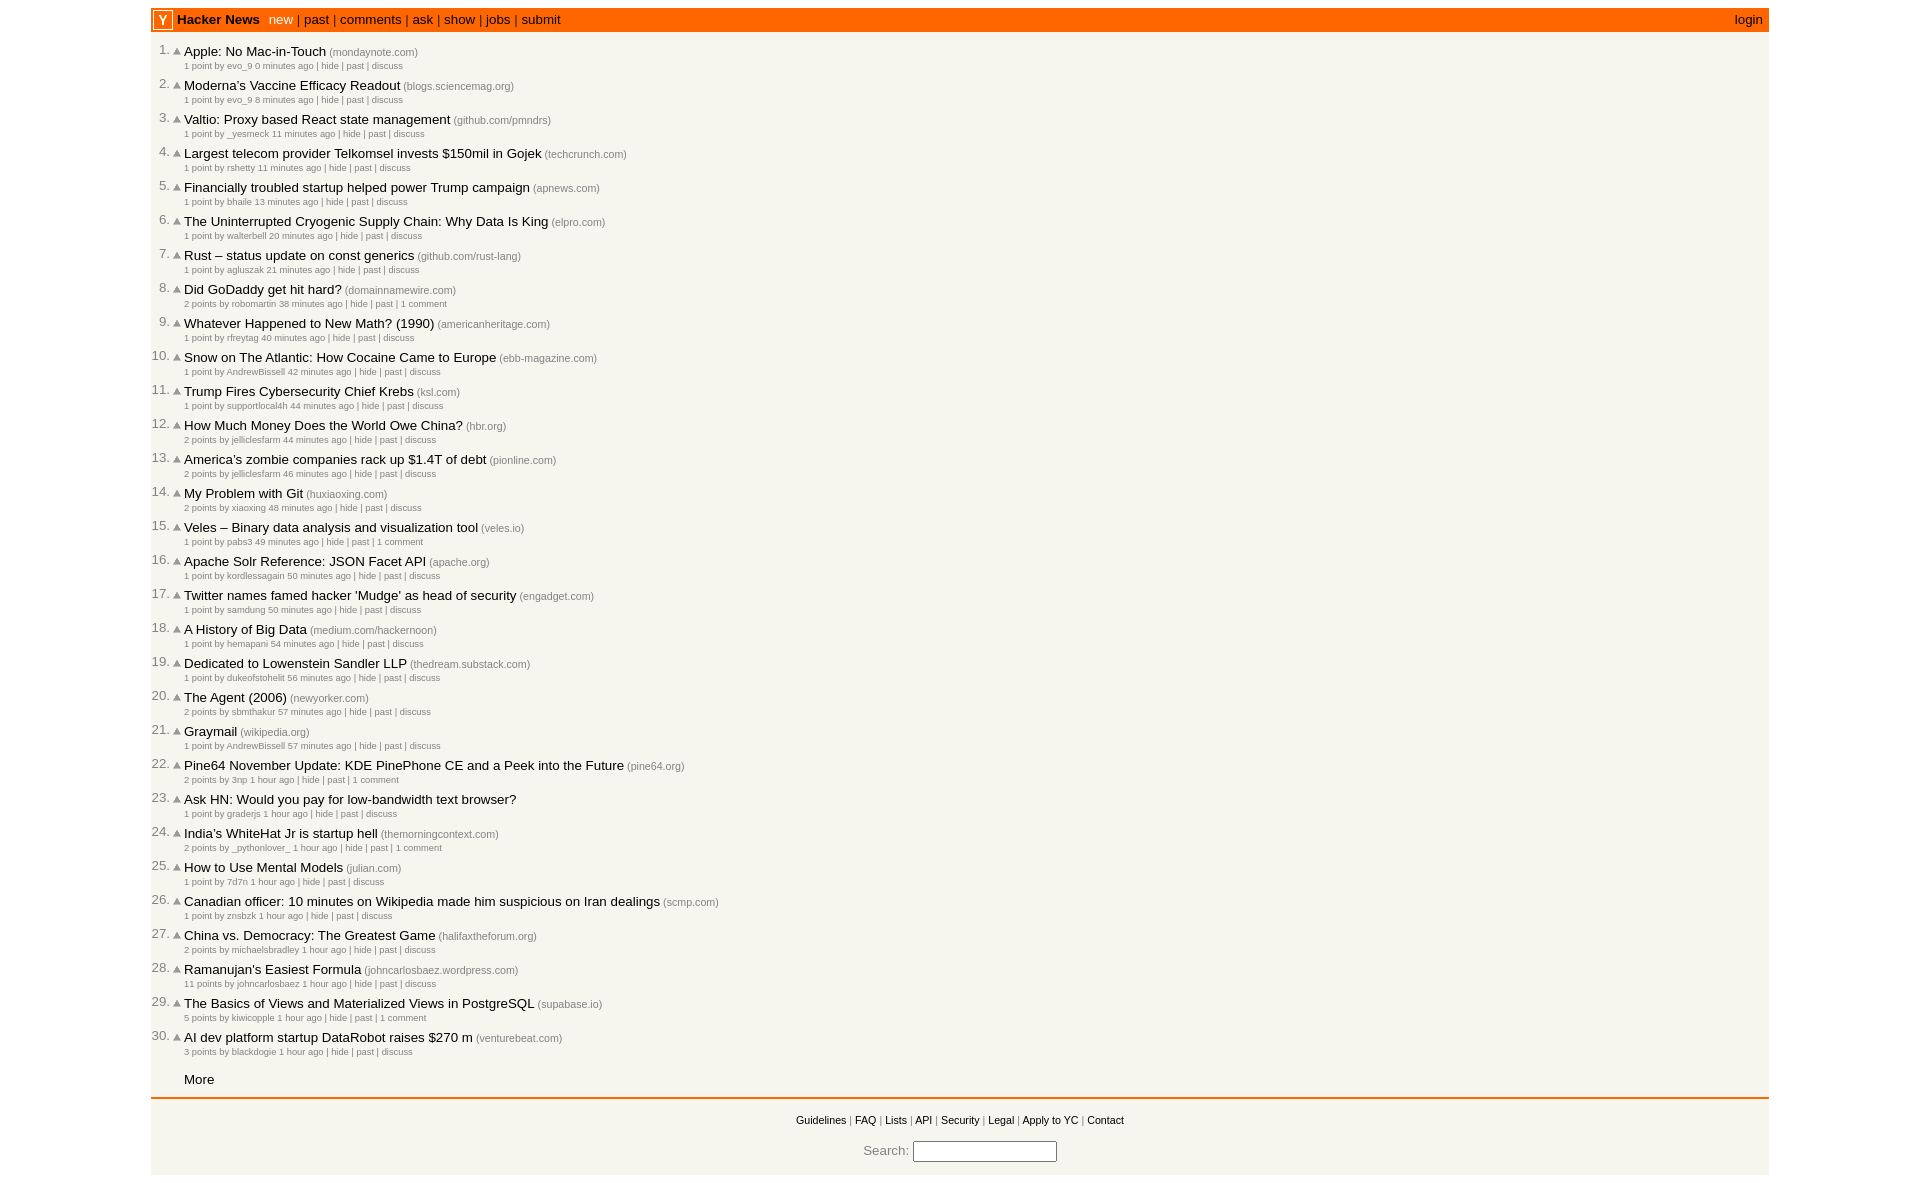 Y Hacker News new | past | comments | ask | show | jobs | submit login
1. Apple: No Mac-in-Touch (mondaynote.com)
1 point by evo_9 0 minutes ago | hide | past | discuss
2. Moderna's Vaccine Efficacy Readout (blogs.sciencemag.org)
1 point by evo_9 8 minutes ago | hide | past | discuss
3. Valtio: Proxy based React state management (github.com/pmndrs)
1 point by _yesmeck 11 minutes ago | hide | past | discuss
4. Largest telecom provider Telkomsel invests $150mil in Gojek (techcrunch.com)
1 point by rshetty 11 minutes ago | hide | past | discuss
5. Financially troubled startup helped power Trump campaign (apnews.com)
1 point by bhaile 13 minutes ago | hide | past | discuss
6. The Uninterrupted Cryogenic Supply Chain: Why Data Is King (elpro.com)
1 point by walterbell 20 minutes ago | hide | past | discuss
7. Rust – status update on const generics (github.com/rust-lang)
1 point by agluszak 21 minutes ago | hide | past | discuss
8. Did GoDaddy get hit hard? (domainnamewire.com)
2 points by robomartin 38 minutes ago | hide | past | 1 comment
9. Whatever Happened to New Math? (1990) (americanheritage.com)
1 point by rfreytag 40 minutes ago | hide | past | discuss
10. Snow on The Atlantic: How Cocaine Came to Europe (ebb-magazine.com)
1 point by AndrewBissell 42 minutes ago | hide | past | discuss
11. Trump Fires Cybersecurity Chief Krebs (ksl.com)
1 point by supportlocal4h 44 minutes ago | hide | past | discuss
12. How Much Money Does the World Owe China? (hbr.org)
2 points by jelliclesfarm 44 minutes ago | hide | past | discuss
13. America's zombie companies rack up $1.4T of debt (pionline.com)
2 points by jelliclesfarm 46 minutes ago | hide | past | discuss
14. My Problem with Git (huxiaoxing.com)
2 points by xiaoxing 48 minutes ago | hide | past | discuss
15. Veles – Binary data analysis and visualization tool (veles.io)
1 point by pabs3 49 minutes ago | hide | past | 1 comment
16. Apache Solr Reference: JSON Facet API (apache.org)
1 point by kordlessagain 50 minutes ago | hide | past | discuss
17. Twitter names famed hacker 'Mudge' as head of security (engadget.com)
1 point by samdung 50 minutes ago | hide | past | discuss
18. A History of Big Data (medium.com/hackernoon)
1 point by hemapani 54 minutes ago | hide | past | discuss
19. Dedicated to Lowenstein Sandler LLP (thedream.substack.com)
1 point by dukeofstohelit 56 minutes ago | hide | past | discuss
20. The Agent (2006) (newyorker.com)
2 points by sbmthakur 57 minutes ago | hide | past | discuss
21. Graymail (wikipedia.org)
1 point by AndrewBissell 57 minutes ago | hide | past | discuss
22. Pine64 November Update: KDE PinePhone CE and a Peek into the Future (pine64.org)
2 points by 3np 1 hour ago | hide | past | 1 comment
23. Ask HN: Would you pay for low-bandwidth text browser?
1 point by graderjs 1 hour ago | hide | past | discuss
24. India's WhiteHat Jr is startup hell (themorningcontext.com)
2 points by _pythonlover_ 1 hour ago | hide | past | 1 comment
25. How to Use Mental Models (julian.com)
1 point by 7d7n 1 hour ago | hide | past | discuss
26. Canadian officer: 10 minutes on Wikipedia made him suspicious on Iran dealings (scmp.com)
1 point by znsbzk 1 hour ago | hide | past | discuss
27. China vs. Democracy: The Greatest Game (halifaxtheforum.org)
2 points by michaelsbradley 1 hour ago | hide | past | discuss
28. Ramanujan's Easiest Formula (johncarlosbaez.wordpress.com)
11 points by johncarlosbaez 1 hour ago | hide | past | discuss
29. The Basics of Views and Materialized Views in PostgreSQL (supabase.io)
5 points by kiwicopple 1 hour ago | hide | past | 1 comment
30. AI dev platform startup DataRobot raises $270 m (venturebeat.com)
3 points by blackdogie 1 hour ago | hide | past | discuss
More
Guidelines | FAQ | Lists | API | Security | Legal | Apply to YC | Contact
Search: